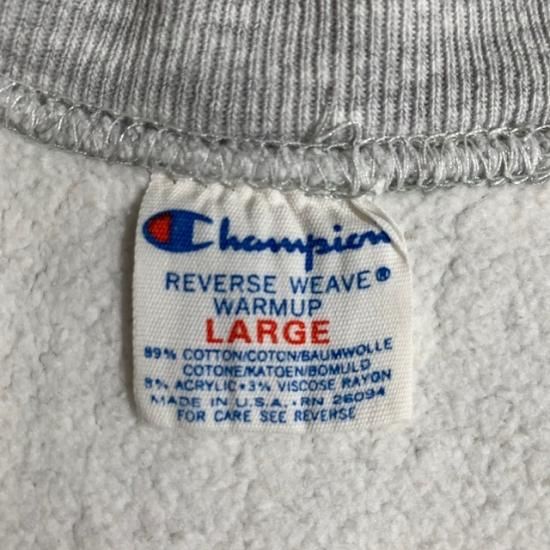 Champion
REVERSE WEAVE®
WARMUP
LARGE
89% COTTON/COTON/BAUMWOLLE
COTONE/KATOEN/BOMULD
8% ACRYLIC • 3% VISCOSE RAYON
MADE IN U.S.A. • RN 26094
FOR CARE SEE REVERSE